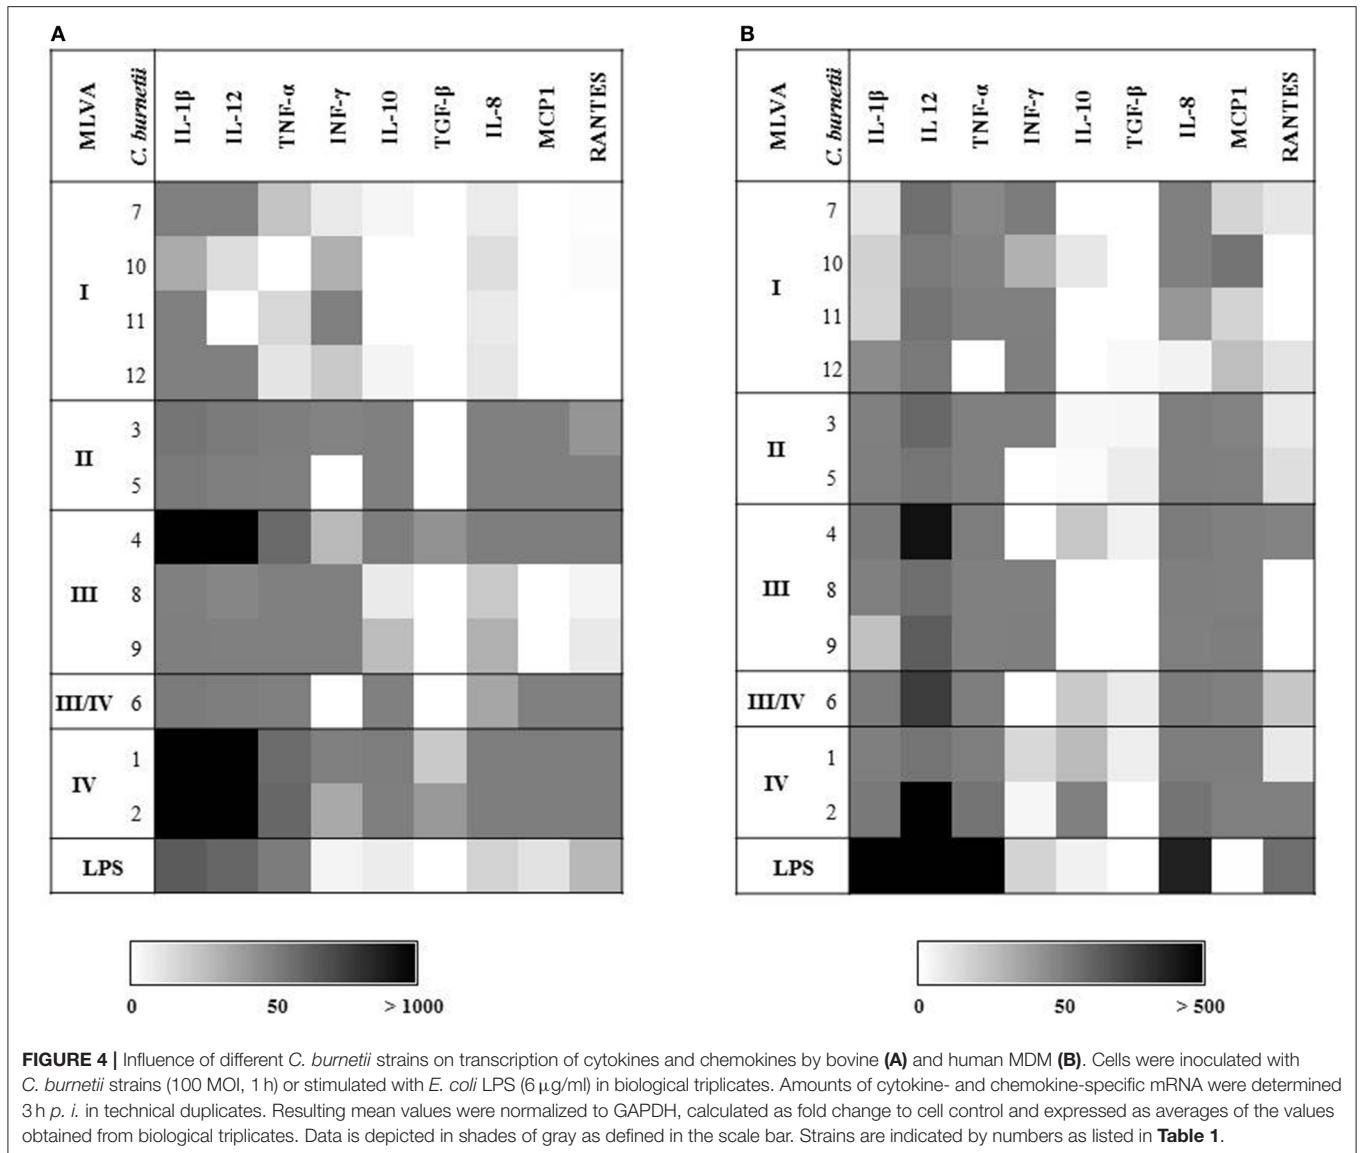 A
MLVA C. burnetii IL-1β IL-12 TNF-α INF-γ IL-10 TGF-β IL-8 MCP1 RANTES
I
7
10
11
12
II
3
5
III
4
8
9
III/IV 6
IV
1
2
LPS
0 50 > 1000
B
MLVA C. burnetii IL-1β IL 12 TNF-α INF-γ IL-10 TGF-β IL-8 MCP1 RANTES
I
7
10
11
12
II
3
5
III
4
8
9
III/IV 6
IV
1
2
LPS
0 50 > 500
FIGURE 4 | Influence of different C. burnetii strains on transcription of cytokines and chemokines by bovine (A) and human MDM (B). Cells were inoculated with
C. burnetii strains (100 MOI, 1 h) or stimulated with E. coli LPS (6 μg/ml) in biological triplicates. Amounts of cytokine- and chemokine-specific mRNA were determined
3 h p. i. in technical duplicates. Resulting mean values were normalized to GAPDH, calculated as fold change to cell control and expressed as averages of the values
obtained from biological triplicates. Data is depicted in shades of gray as defined in the scale bar. Strains are indicated by numbers as listed in Table 1.